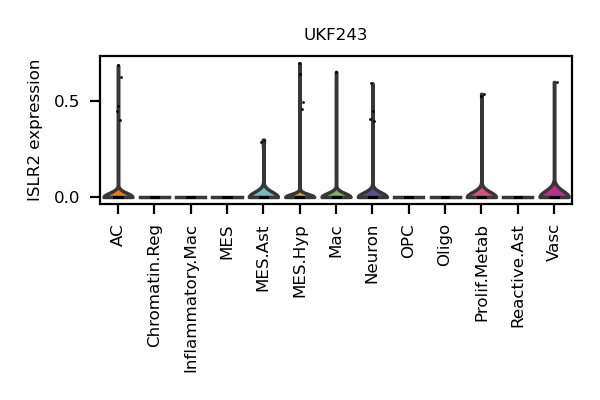 UKF243
ISLR2 expression
0.5
0.0
AC
Chromatin.Reg
Inflammatory.Mac
MES
MES.Ast
MES.Hyp
Mac
Neuron
OPC
Oligo
Prolif.Metab
Reactive.Ast
Vasc